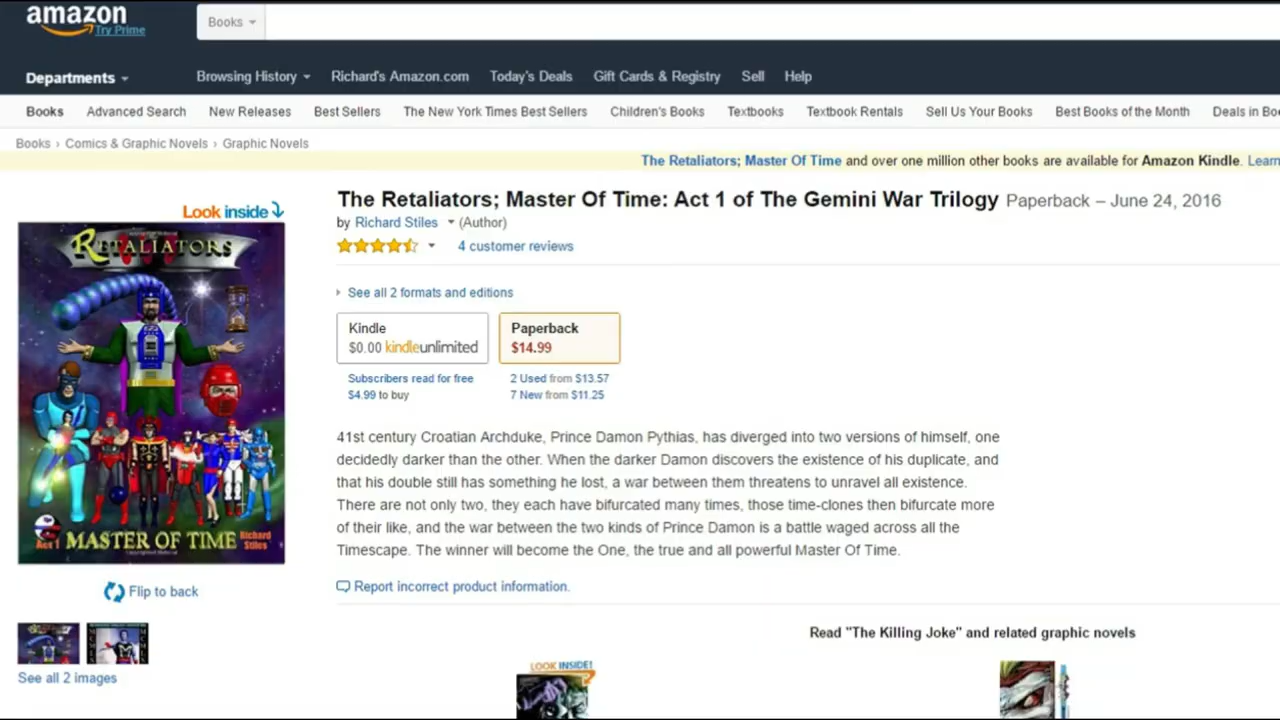 amazon
Try Prime
Books
Departments
Browsing History
Richard's Amazon.com
Today's Deals
Gift Cards & Registry
Sell
Help
Books
Advanced Search
New Releases
Best Sellers
The New York Times Best Sellers
Children's Books
Textbooks
Textbook Rentals
Sell Us Your Books
Best Books of the Month
Deals in Bo
Books › Comics & Graphic Novels › Graphic Novels
The Retaliators; Master Of Time and over one million other books are available for Amazon Kindle. Learn
Look inside
RETALIATORS
Act 1
MASTER OF TIME
Richard
Stiles
Flip to back
See all 2 images
The Retaliators; Master Of Time: Act 1 of The Gemini War Trilogy Paperback – June 24, 2016
by Richard Stiles (Author)
4 customer reviews
See all 2 formats and editions
Kindle
$0.00 kindleunlimited
Subscribers read for free
$4.99 to buy
Paperback
$14.99
2 Used from $13.57
7 New from $11.25
41st century Croatian Archduke, Prince Damon Pythias, has diverged into two versions of himself, one
decidedly darker than the other. When the darker Damon discovers the existence of his duplicate, and
that his double still has something he lost, a war between them threatens to unravel all existence.
There are not only two, they each have bifurcated many times, those time-clones then bifurcate more
of their like, and the war between the two kinds of Prince Damon is a battle waged across all the
Timescape. The winner will become the One, the true and all powerful Master Of Time.
Report incorrect product information.
Read "The Killing Joke" and related graphic novels
LOOK INSIDE!